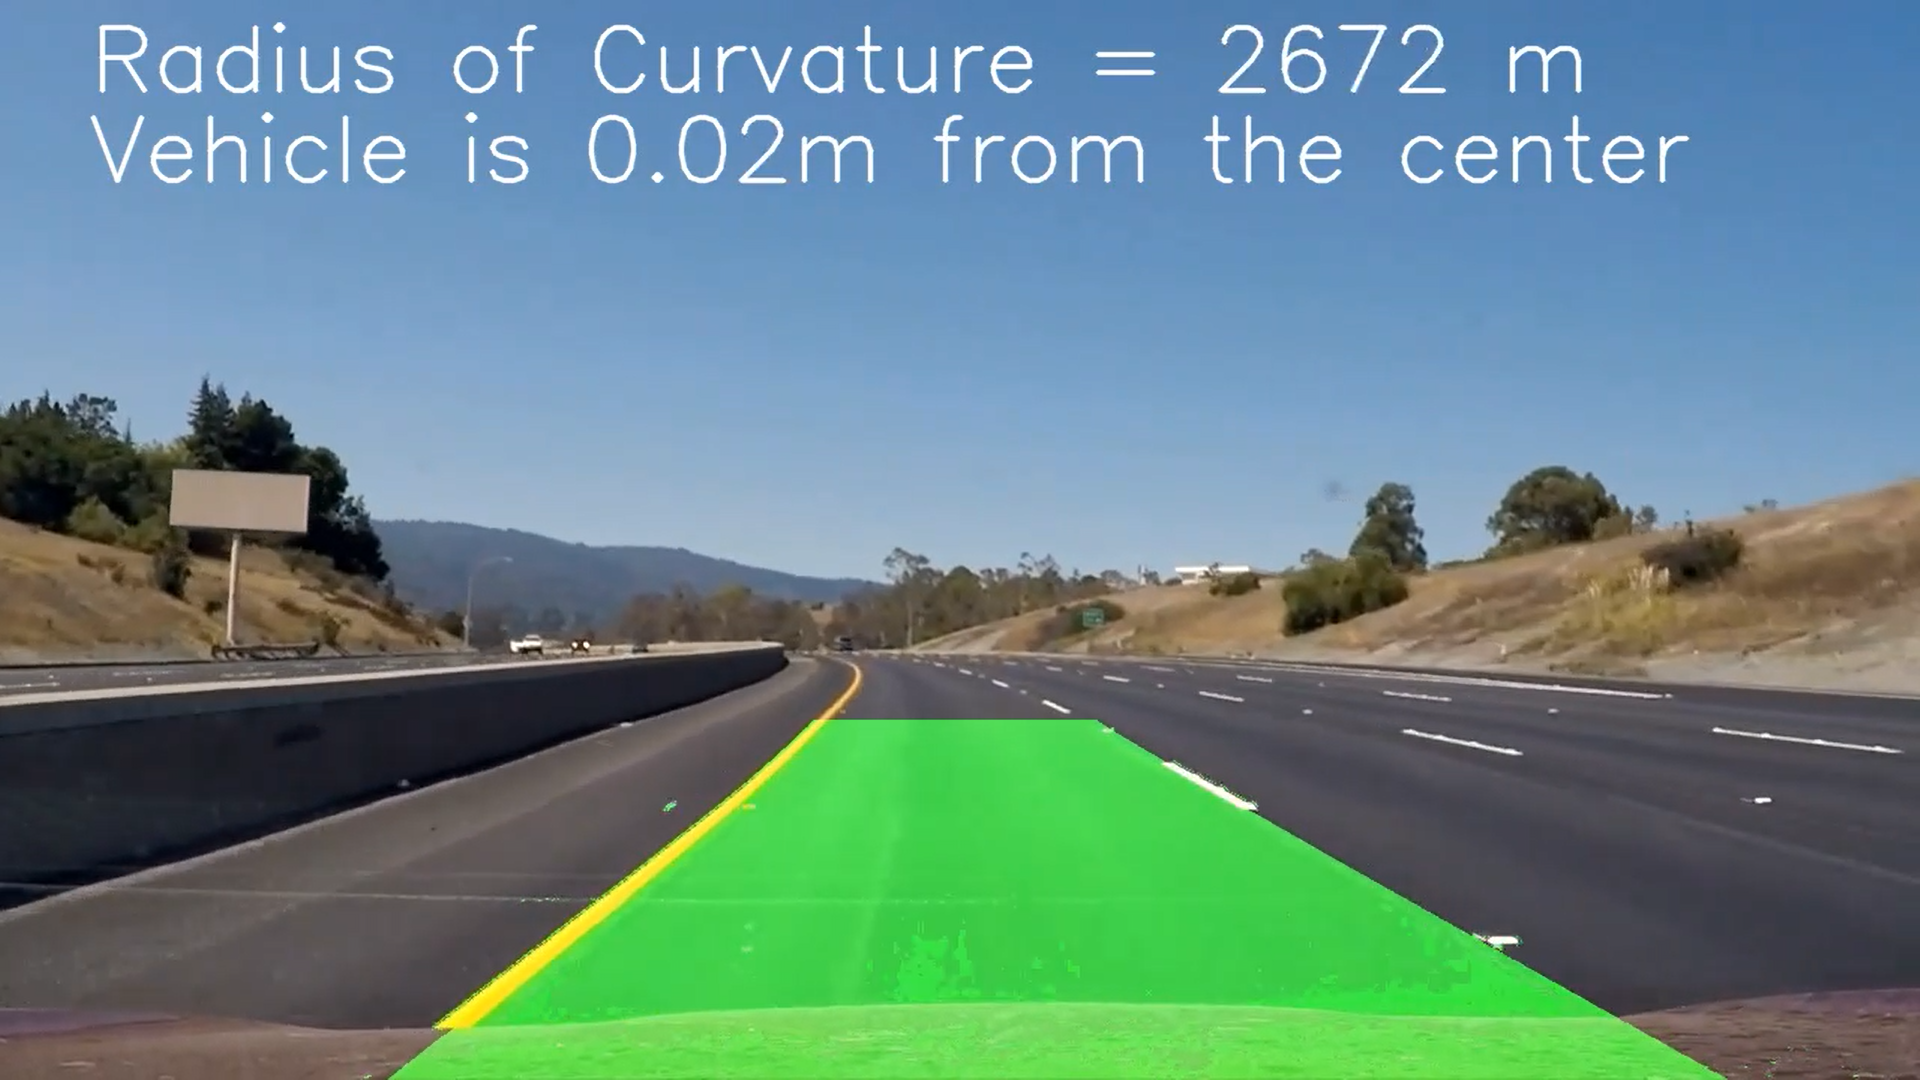 Radius of Curvature = 2672 m
Vehicle is 0.02m from the center